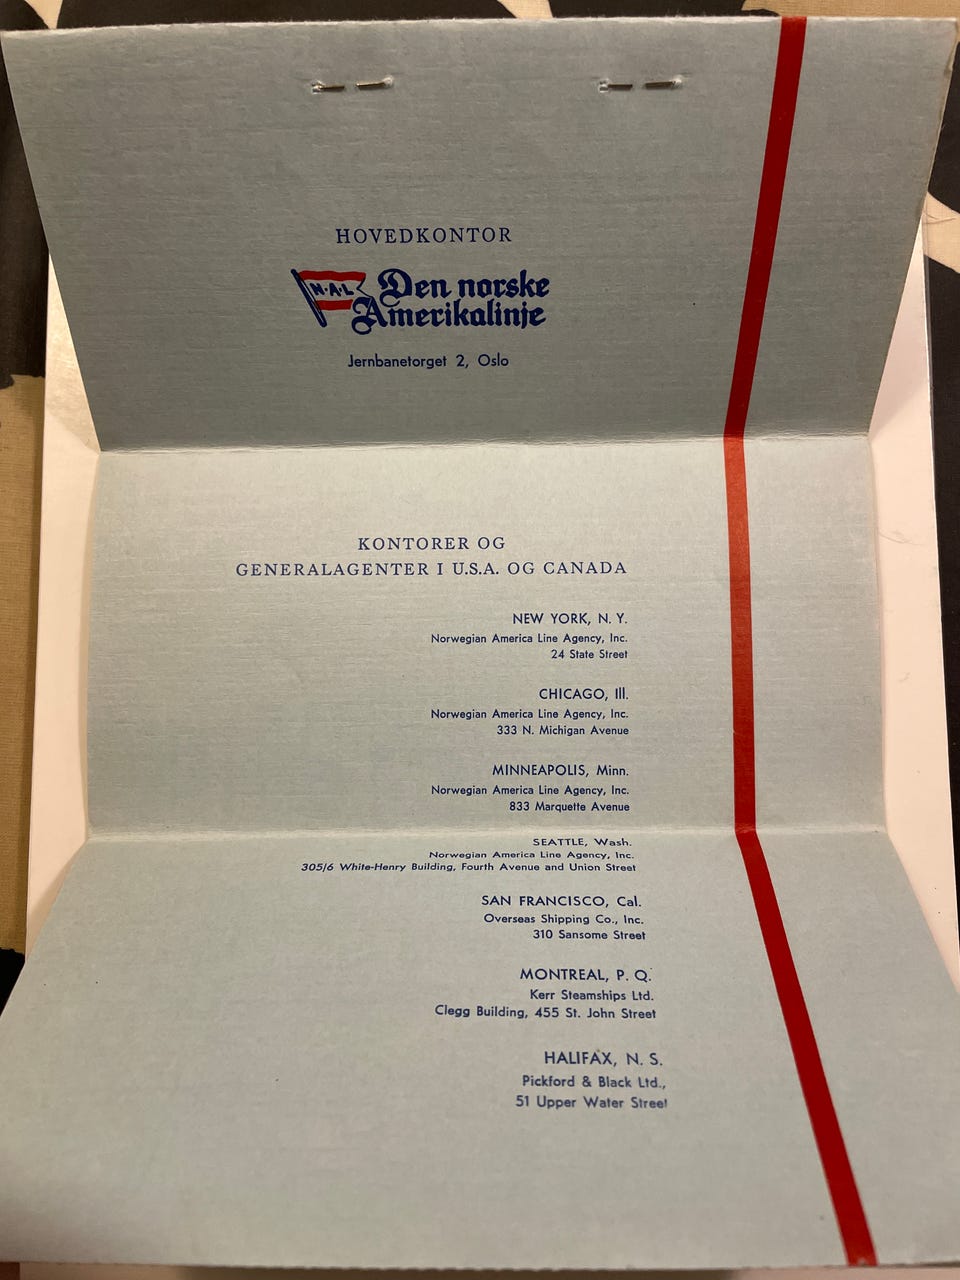 HOVEDKONTOR
N·A·L
Den norske
Amerikalinje
Jernbanetorget 2, Oslo
KONTORER OG
GENERALAGENTER I U.S.A. OG CANADA
NEW YORK, N. Y.
Norwegian America Line Agency, Inc.
24 State Street
CHICAGO, Ill.
Norwegian America Line Agency, Inc.
333 N. Michigan Avenue
MINNEAPOLIS, Minn.
Norwegian America Line Agency, Inc.
833 Marquette Avenue
SEATTLE, Wash.
Norwegian America Line Agency, Inc.
305/6 White-Henry Building, Fourth Avenue and Union Street
SAN FRANCISCO, Cal.
Overseas Shipping Co., Inc.
310 Sansome Street
MONTREAL, P. Q.
Kerr Steamships Ltd.
Clegg Building, 455 St. John Street
HALIFAX, N. S.
Pickford & Black Ltd.,
51 Upper Water Street